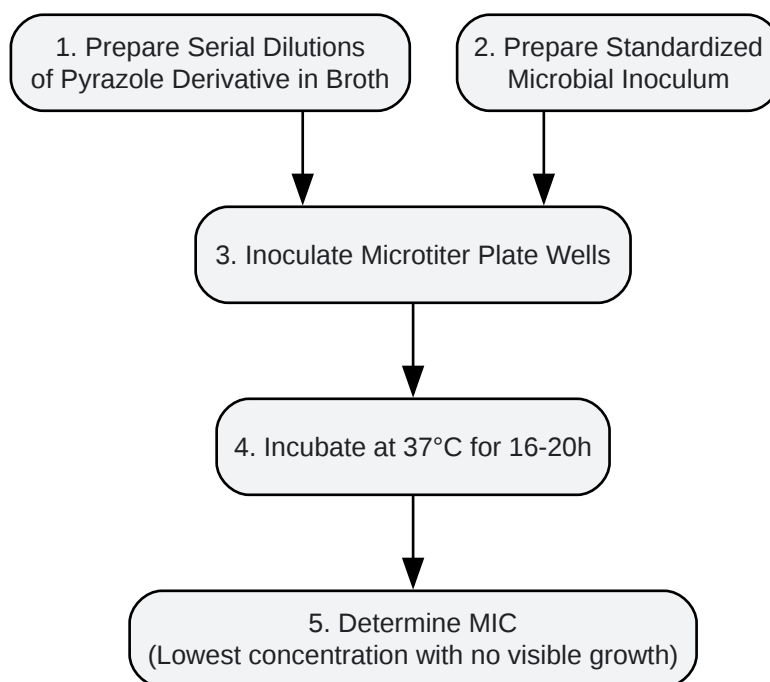 1. Prepare Serial Dilutions
of Pyrazole Derivative in Broth
2. Prepare Standardized
Microbial Inoculum
3. Inoculate Microtiter Plate Wells
4. Incubate at 37°C for 16-20h
5. Determine MIC
(Lowest concentration with no visible growth)